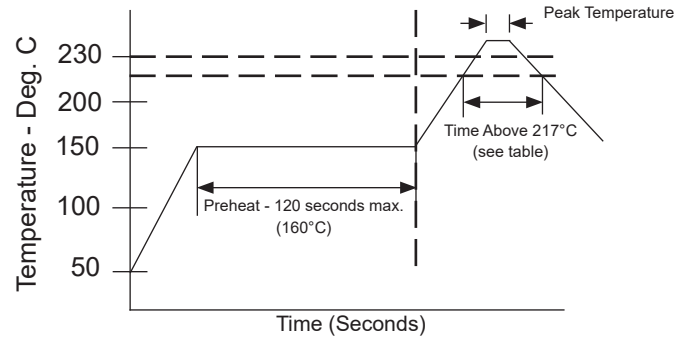 Peak Temperature
Temperature - Deg. C
230
200
150
100
50
Time Above 217°C
(see table)
Preheat - 120 seconds max.
(160°C)
Time (Seconds)